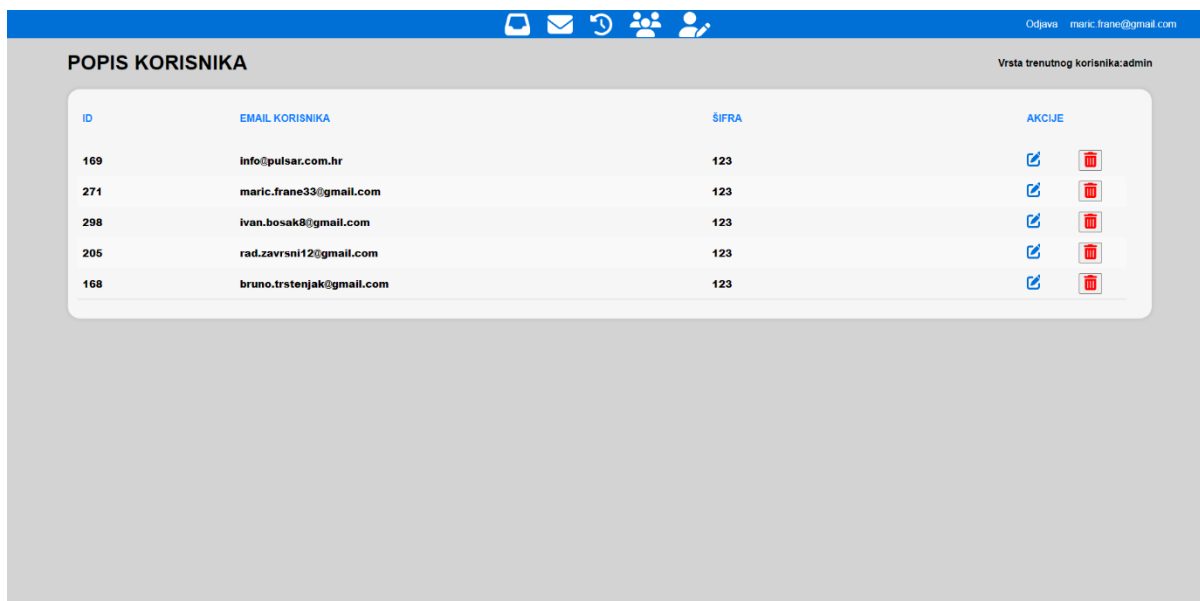 Odjava maric.frane@gmail.com
POPIS KORISNIKA
Vrsta trenutnog korisnika:admin
ID EMAIL KORISNIKA ŠIFRA AKCIJE
169 info@pulsar.com.hr 123
271 maric.frane33@gmail.com 123
298 ivan.bosak8@gmail.com 123
205 rad.zavrsni12@gmail.com 123
168 bruno.trstenjak@gmail.com 123